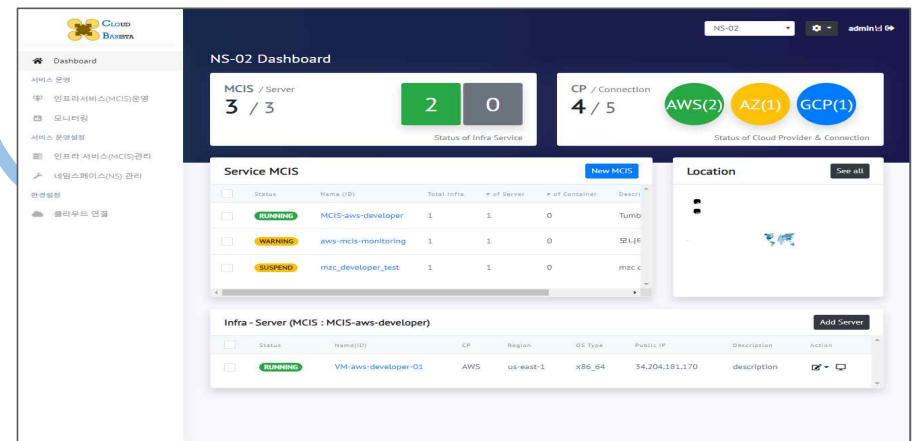 CLOUD
BARISTA
NS-02
admin님
Dashboard
NS-02 Dashboard
서비스 운영
인프라서비스(MCIS)운영
모니터링
서비스 운영설정
인프라 서비스(MCIS)관리
네임스페이스(NS) 관리
환경설정
클라우드 연결
MCIS / Server
3 / 3
2
0
Status of Infra Service
CP / Connection
4 / 5
AWS(2)
AZ(1)
GCP(1)
Status of Cloud Provider & Connection
Service MCIS
New MCIS
Status Name (ID) Total Infra. # of Server # of Container Descri
RUNNING MCIS-aws-developer 1 1 0 Tumb
WARNING aws-mcis-monitoring 1 1 0 모니터
SUSPEND mzc_developer_test 1 1 0 mzc c
Location
See all
Infra - Server (MCIS : MCIS-aws-developer)
Add Server
Status Name(ID) CP Region OS Type Public IP Description Action
RUNNING VM-aws-developer-01 AWS us-east-1 x86_64 34.204.181.170 description